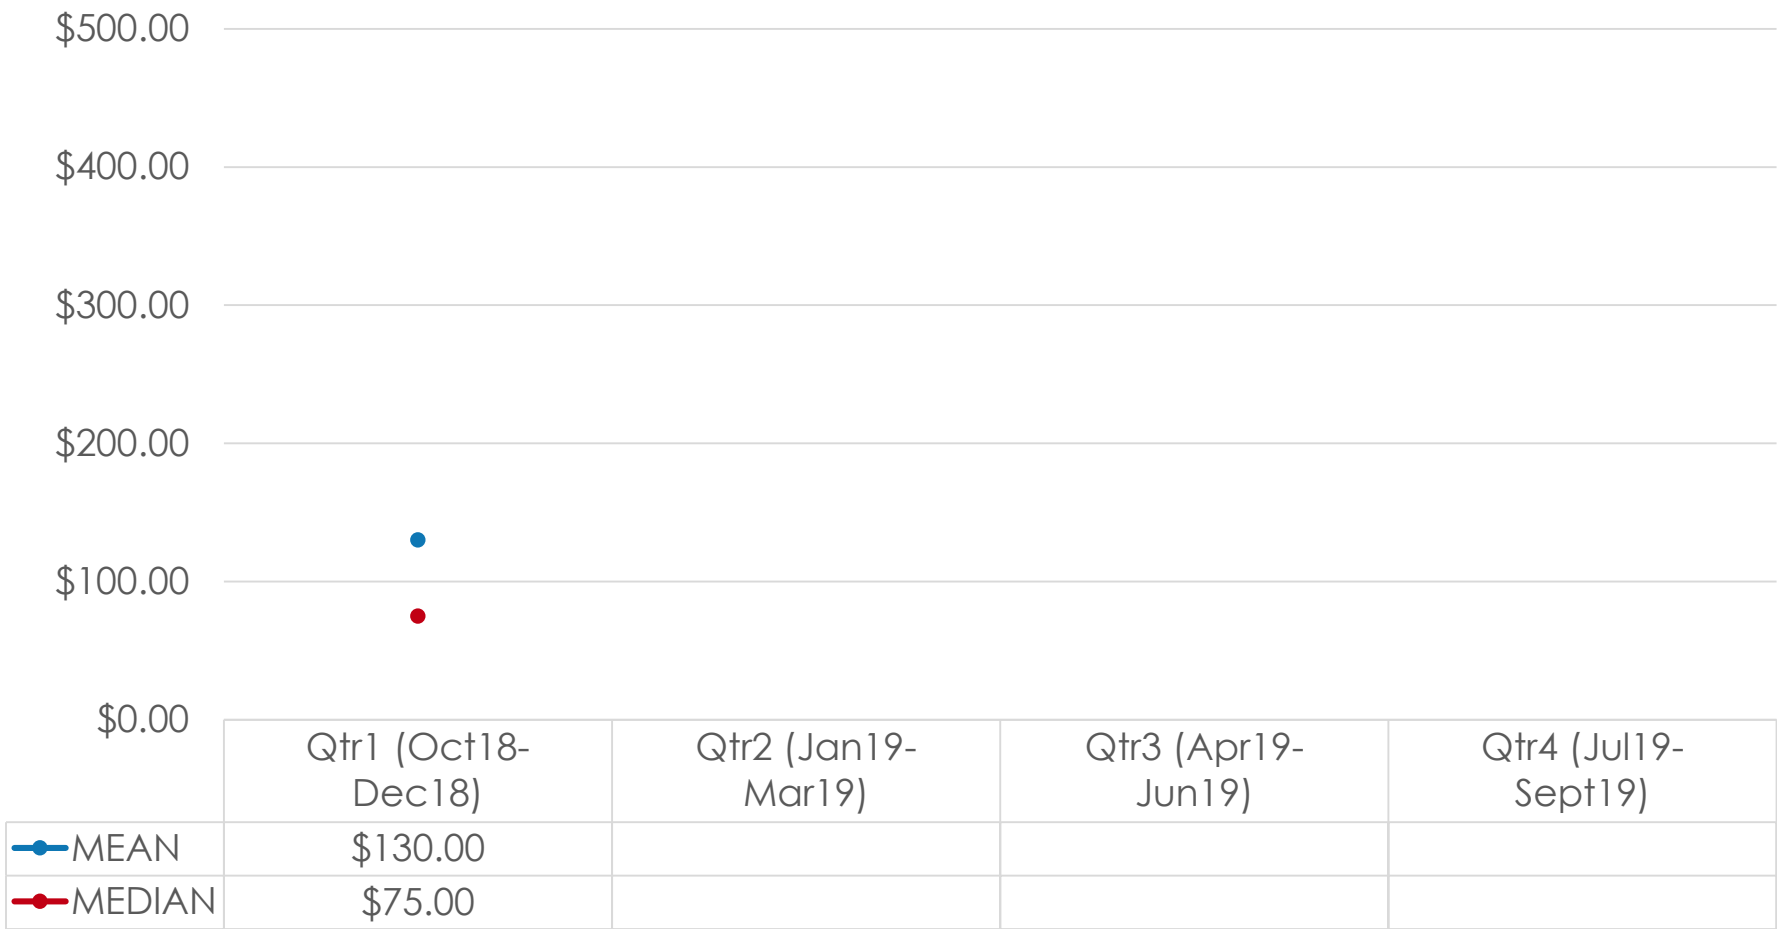 $500.00
$400.00
$300.00
$200.00
$100.00
$0.00
Qtr1 (Oct18-
Dec18)
Qtr2 (Jan19-
Mar19)
Qtr3 (Apr19-
Jun19)
Qtr4 (Jul19-
Sept19)
MEAN $130.00
MEDIAN $75.00